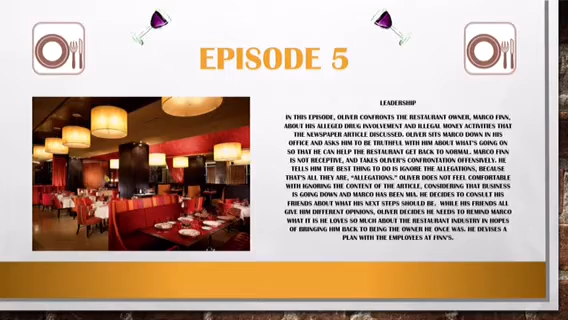 EPISODE 5
LEADERSHIP
IN THIS EPISODE, OLIVER CONFRONTS THE RESTAURANT OWNER, MARCO FINN,
ABOUT HIS ALLEGED DRUG INVOLVEMENT AND ILLEGAL MONEY ACTIVITIES THAT
THE NEWSPAPER ARTICLE DISCUSSED. OLIVER SITS MARCO DOWN IN HIS
OFFICE AND ASKS HIM TO BE TRUTHFUL WITH HIM ABOUT WHAT'S GOING ON
SO THAT HE CAN HELP THE RESTAURANT GET BACK TO NORMAL. MARCO FINN
IS NOT RECEPTIVE, AND TAKES OLIVER'S CONFRONTATION OFFENSIVELY. HE
TELLS HIM THE BEST THING TO DO IS IGNORE THE ALLEGATIONS, BECAUSE
THAT'S ALL THEY ARE, "ALLEGATIONS." OLIVER DOES NOT FEEL COMFORTABLE
WITH IGNORING THE CONTENT OF THE ARTICLE, CONSIDERING THAT BUSINESS
IS GOING DOWN AND MARCO HAS BEEN MIA. HE DECIDES TO CONSULT HIS
FRIENDS ABOUT WHAT HIS NEXT STEPS SHOULD BE. WHILE HIS FRIENDS ALL
GIVE HIM DIFFERENT OPINIONS, OLIVER DECIDES HE NEEDS TO REMIND MARCO
WHAT IT IS HE LOVES SO MUCH ABOUT THE RESTAURANT INDUSTRY IN HOPES
OF BRINGING HIM BACK TO BEING THE OWNER HE ONCE WAS. HE DEVISES A
PLAN WITH THE EMPLOYEES AT FINN'S.